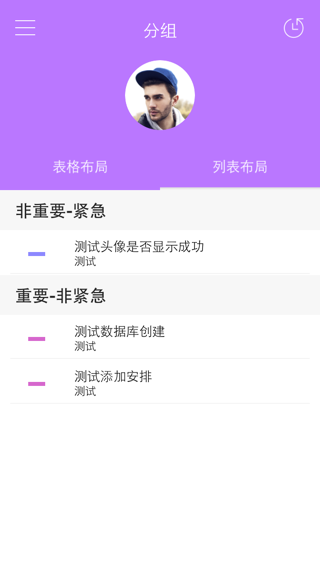 分组
表格布局
列表布局
非重要-紧急
测试头像是否显示成功
测试
重要-非紧急
测试数据库创建
测试
测试添加安排
测试